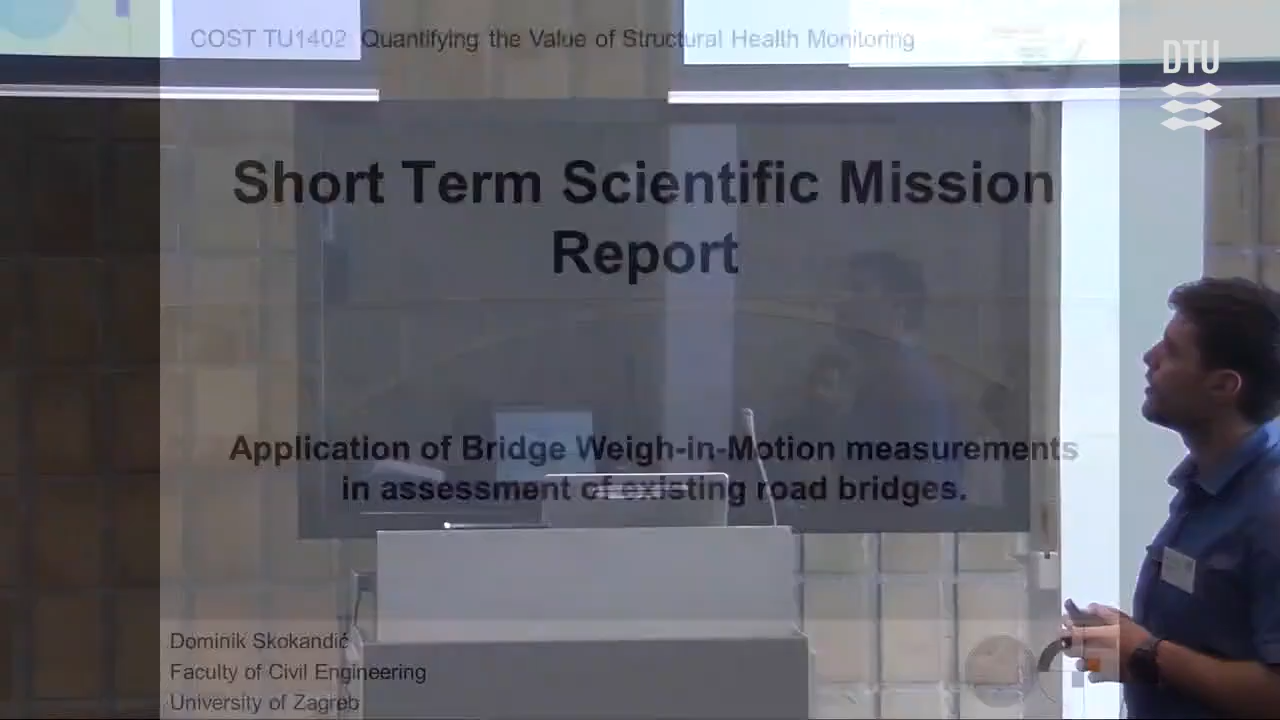 COST TU1402 Quantifying the Value of Structural Health Monitoring
DTU
Short Term Scientific Mission
Report
Application of Bridge Weigh-in-Motion measurements
in assessment of existing road bridges.
Dominik Skokandić
Faculty of Civil Engineering
University of Zagreb